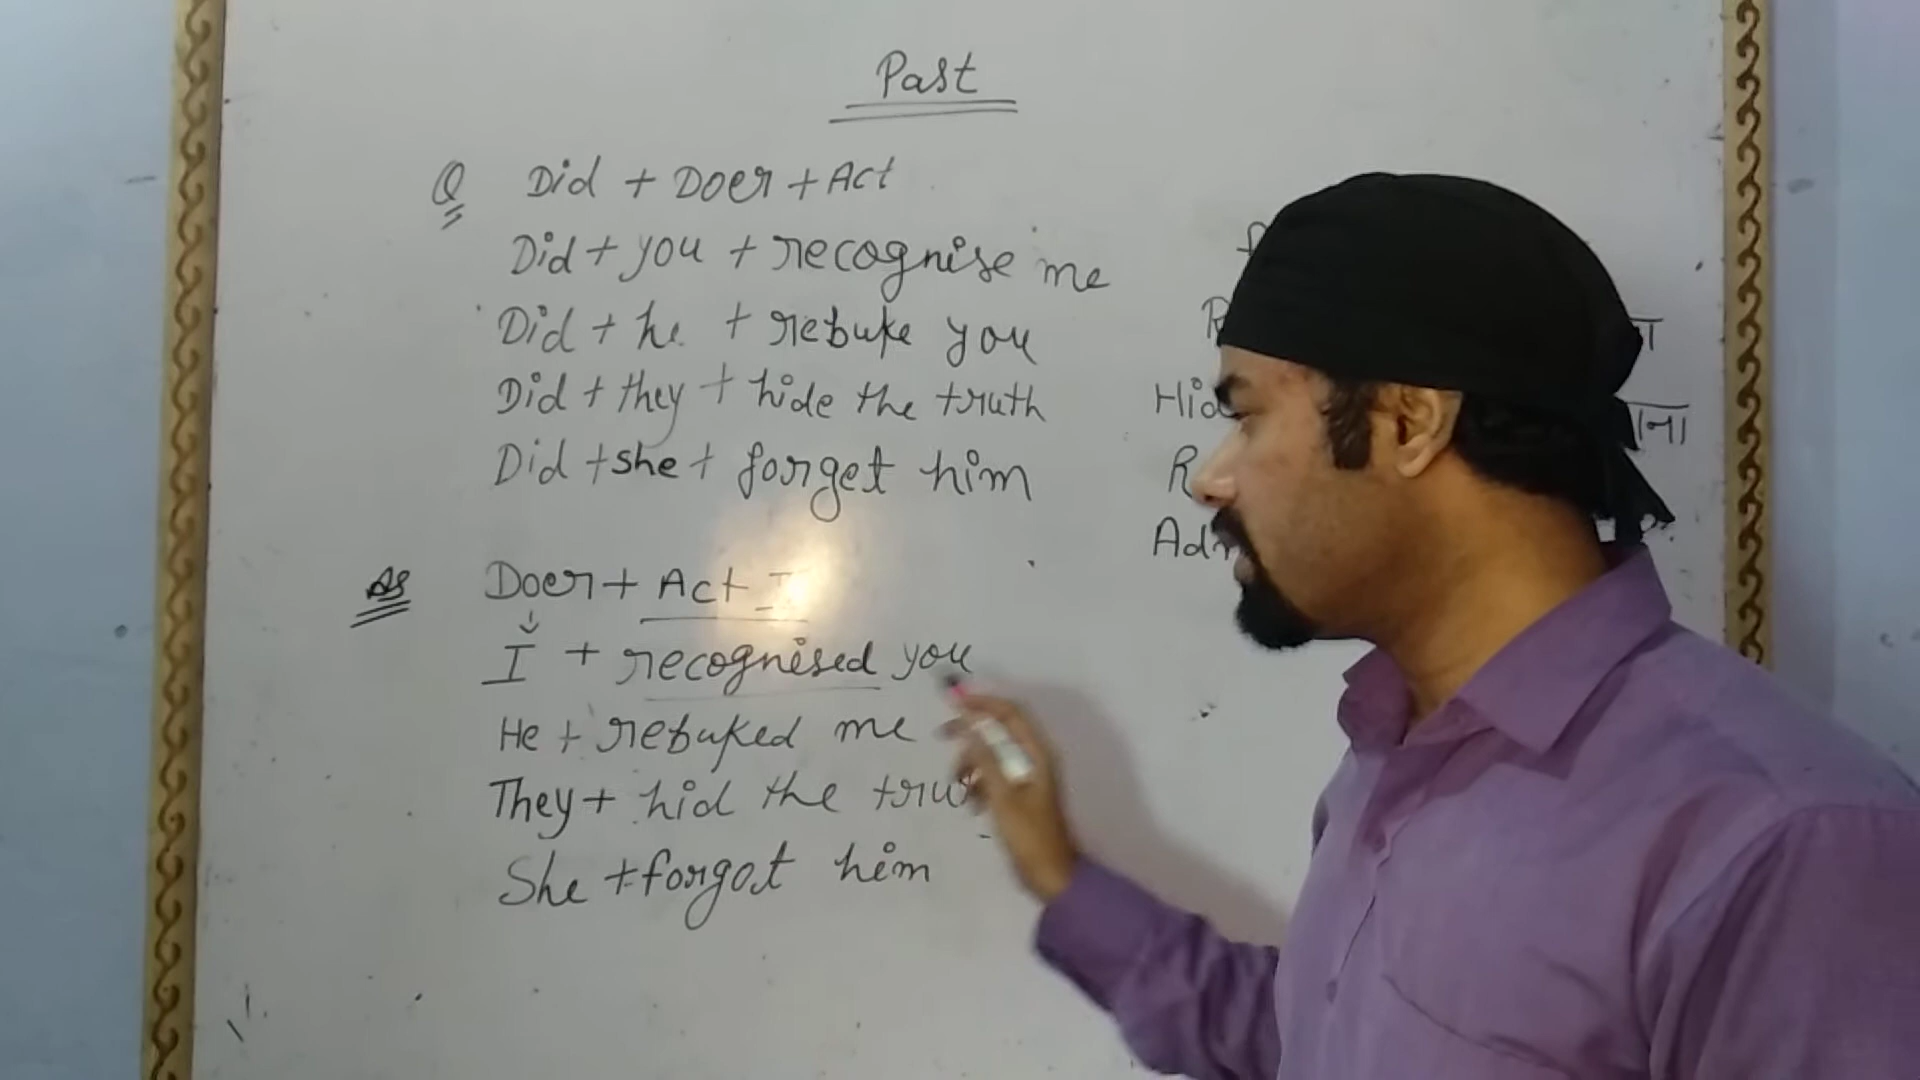 Past
Q Did + Doer + Act
Did + you + recognise me
Did + he + rebuke you
Did + they + hide the truth
Did + she + forget him
As Doer + Act
I + recognised you
He + rebuked me
They + hid the
She + forgot him